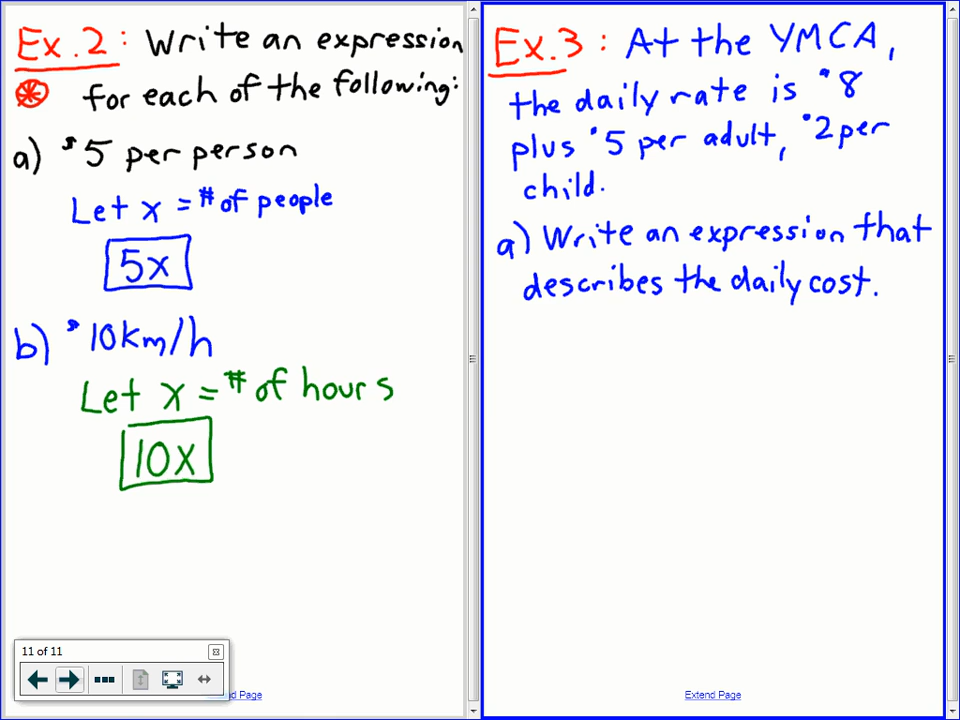 Ex.2: Write an expression
for each of the following:
a) $5 per person
Let x = # of people
5x
b) $10km/h
Let x = # of hours
10x
11 of 11
Extend Page
Ex.3: At the YMCA,
the daily rate is $8
plus $5 per adult, $2 per
child.
a) Write an expression that
describes the daily cost.
Extend Page